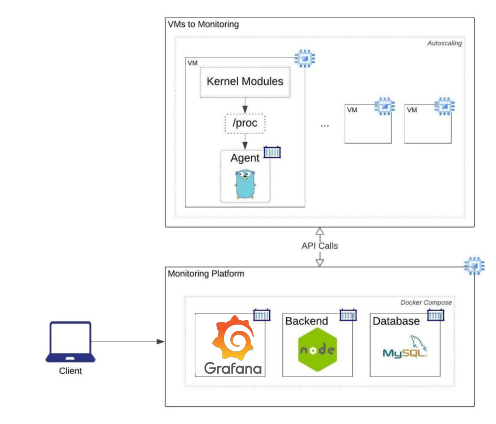 VMs to Monitoring
Autoscaling
VM
Kernel Modules
/proc
Agent
...
VM
VM
API Calls
Monitoring Platform
Docker Compose
Grafana
Backend
node
Database
MySQL
Client